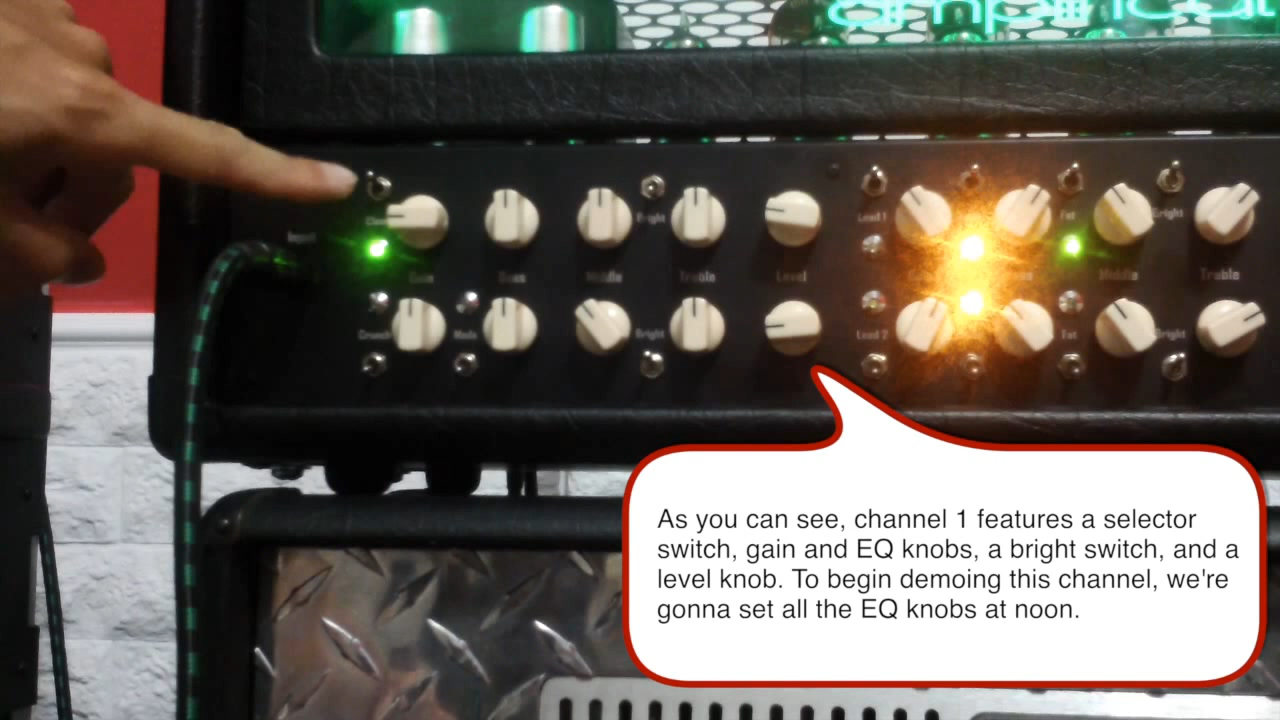 Bright
Lead 1
Fat
Bright
Input
Gain
Bass
Middle
Treble
Level
Middle
Treble
Crunch
Mode
Bright
Lead 2
Fat
Bright
As you can see, channel 1 features a selector
switch, gain and EQ knobs, a bright switch, and a
level knob. To begin demoing this channel, we're
gonna set all the EQ knobs at noon.